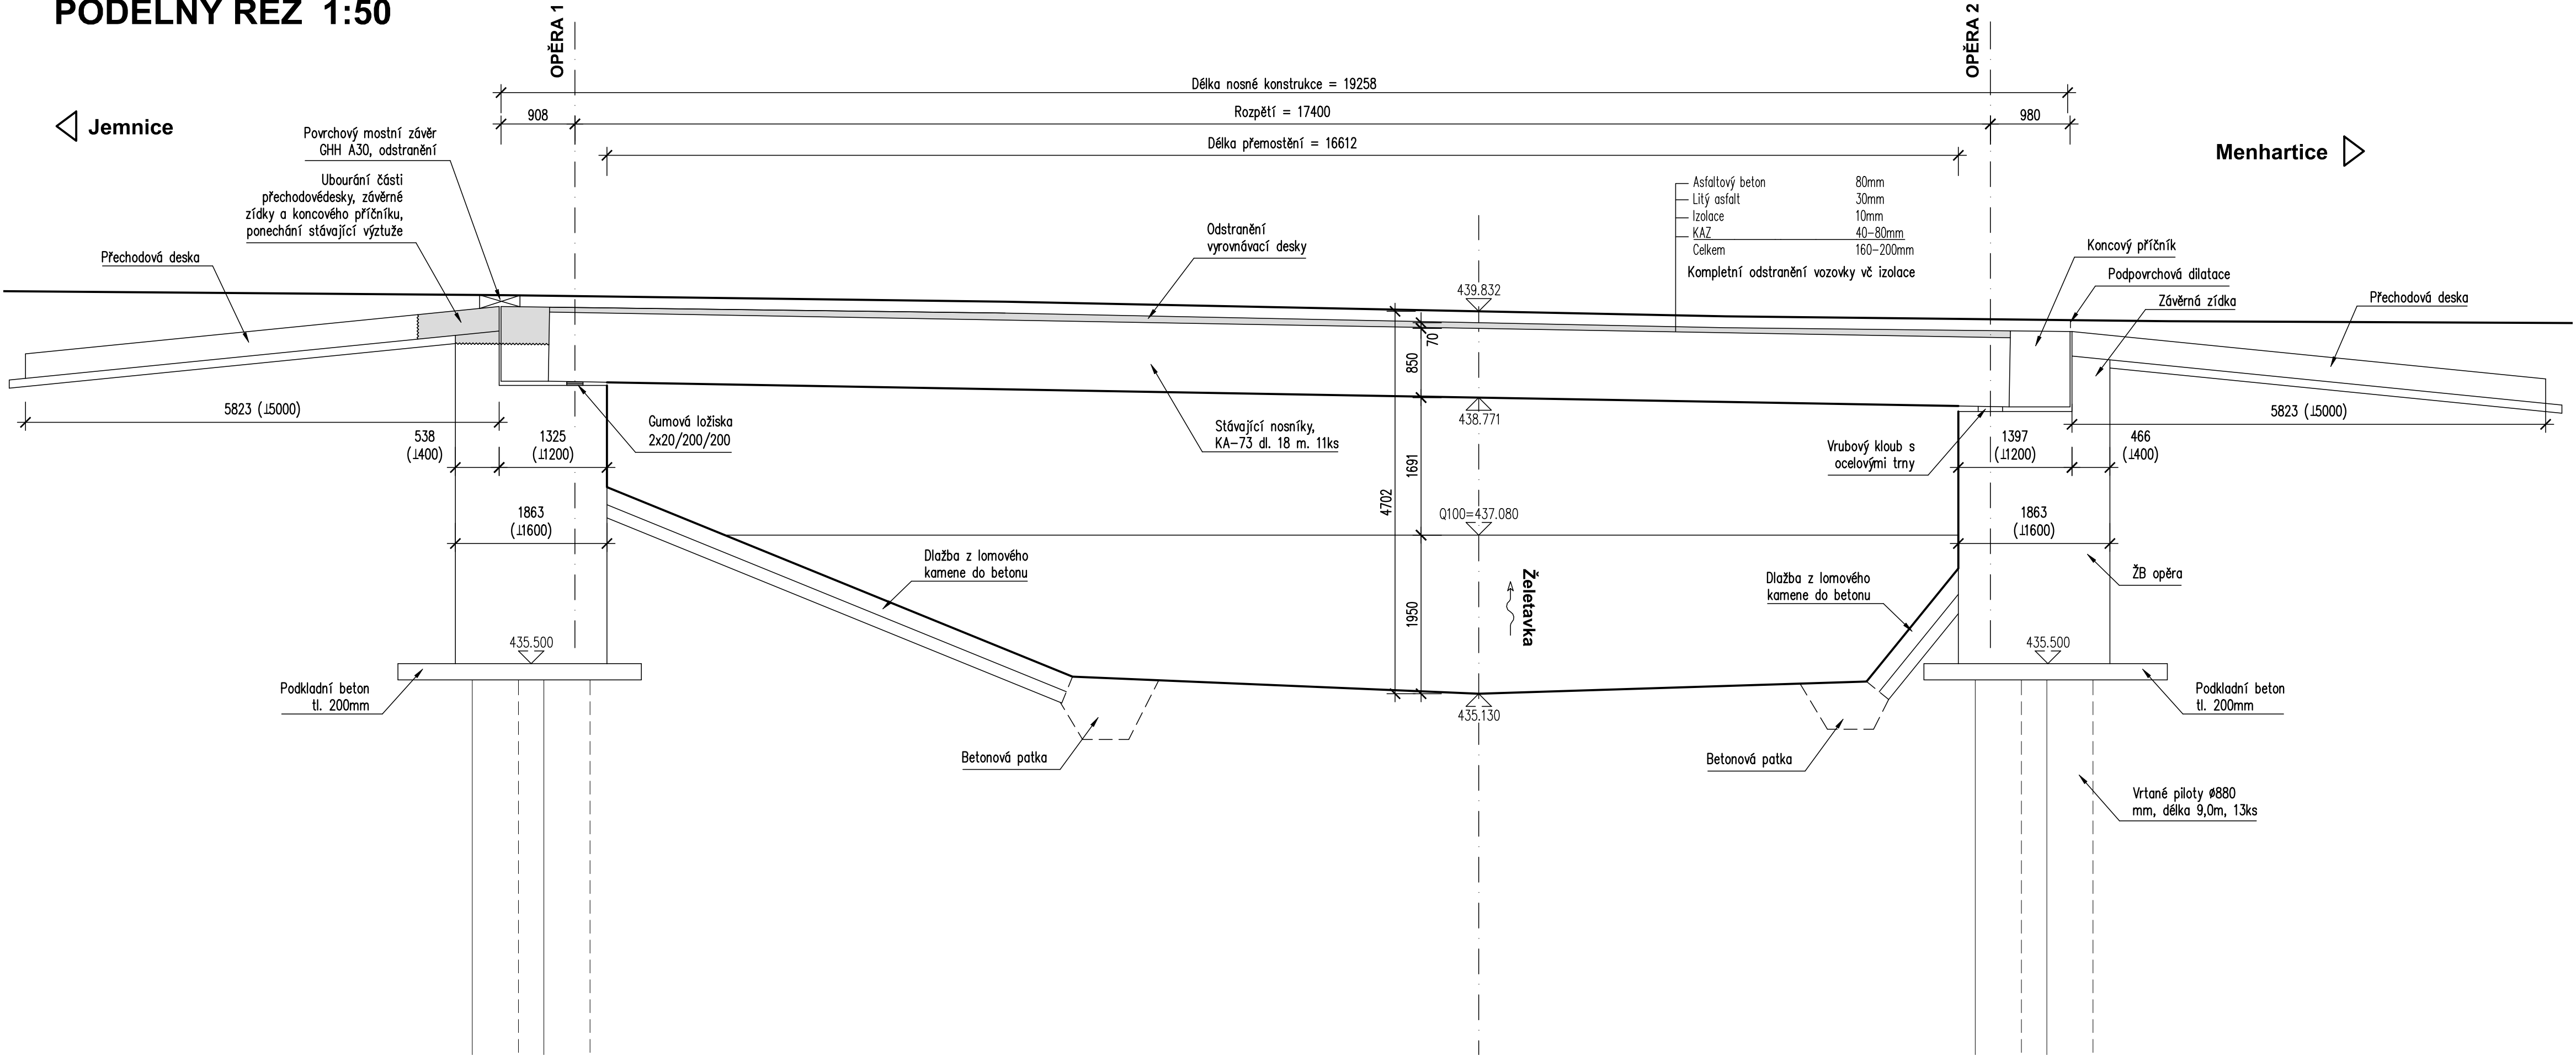 PODÉLNÝ ŘEZ 1:50
OPĚRA 1
OPĚRA 2
Délka nosné konstrukce = 19258
908
Rozpětí = 17400
980
Délka přemostění = 16612
Jemnice
Menhartice
Povrchový mostní závěr
GHH A30, odstranění
Ubourání části
přechodovédesky, závěrné
zídky a koncového příčníku,
ponechání stávající výztuže
Přechodová deska
Odstranění
vyrovnávací desky
Asfaltový beton 80mm
Litý asfalt 30mm
Izolace 10mm
KAZ 40-80mm
Celkem 160-200mm
Kompletní odstranění vozovky vč izolace
Koncový příčník
Podpovrchová dilatace
Závěrná zídka
Přechodová deska
439.832
70
850
438.771
5823 (⊥5000)
538
(⊥400)
1325
(⊥1200)
Gumová ložiska
2x20/200/200
Stávající nosníky,
KA-73 dl. 18 m. 11ks
Vrubový kloub s
ocelovými trny
1397
(⊥1200)
466
(⊥400)
5823 (⊥5000)
1691
4702
1863
(⊥1600)
Q100=437.080
1863
(⊥1600)
Dlažba z lomového
kamene do betonu
1950
Želetavka
Dlažba z lomového
kamene do betonu
ŽB opěra
435.500
435.500
Podkladní beton
tl. 200mm
435.130
Podkladní beton
tl. 200mm
Betonová patka
Betonová patka
Vrtané piloty ø880
mm, délka 9,0m, 13ks